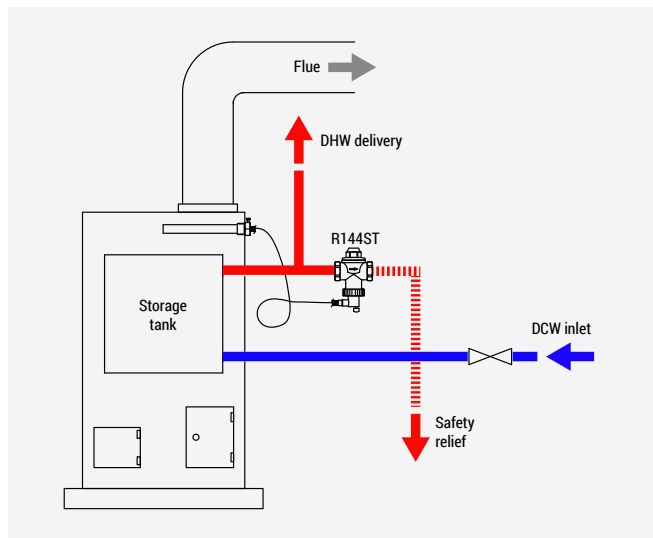 Flue
DHW delivery
R144ST
Storage
tank
DCW inlet
Safety
relief